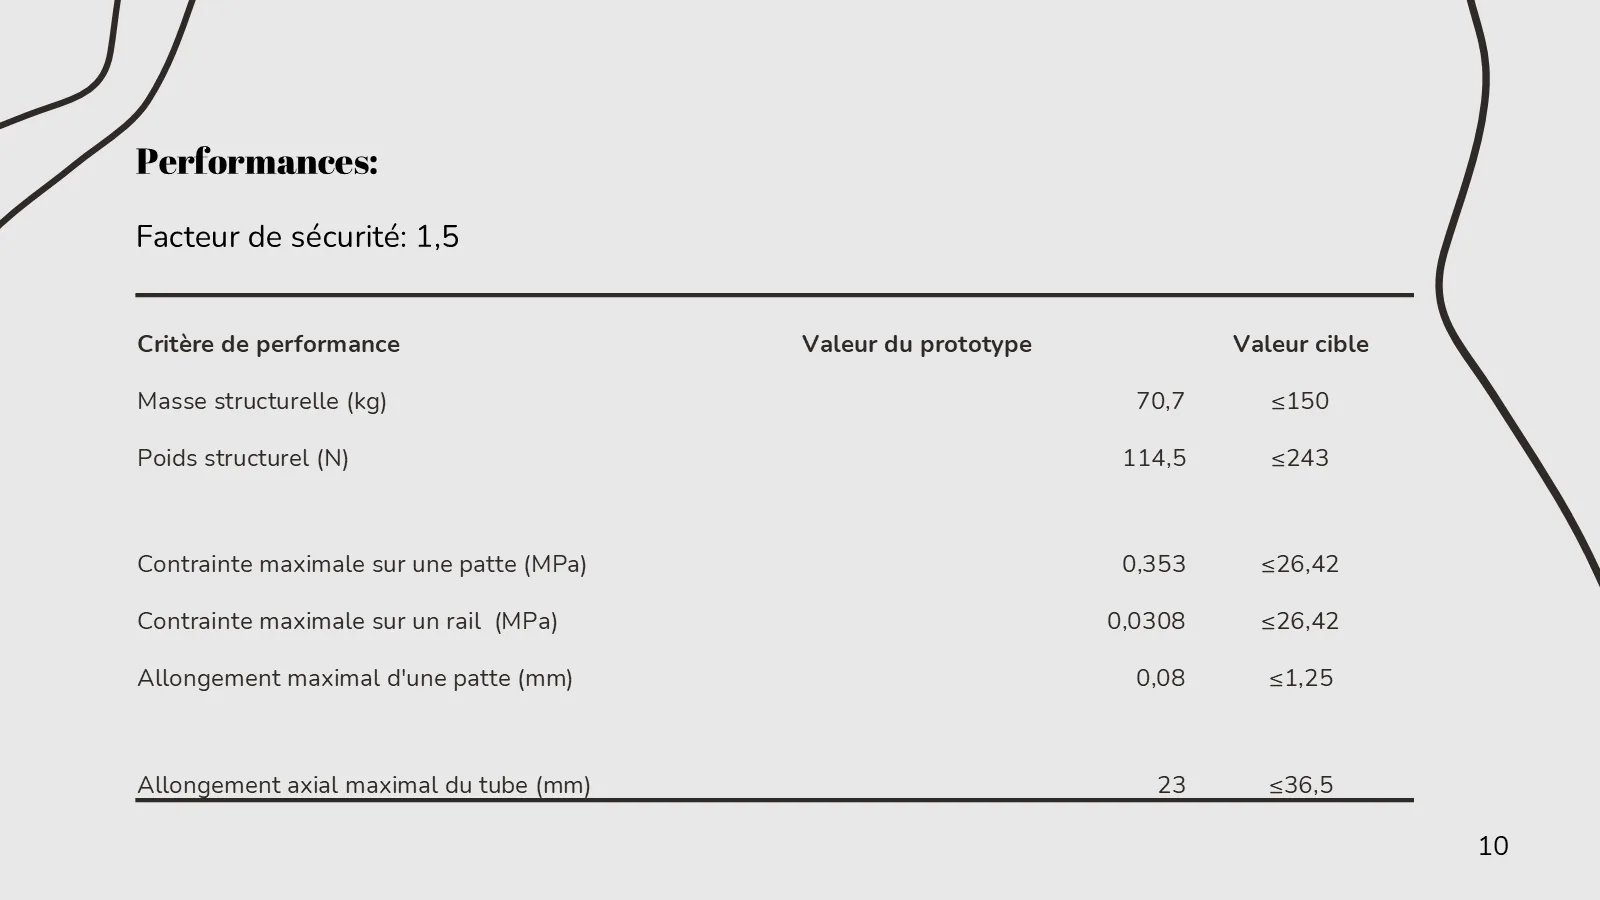 Performances:
Facteur de sécurité: 1,5
Critère de performance Valeur du prototype Valeur cible
Masse structurelle (kg) 70,7 ≤150
Poids structurel (N) 114,5 ≤243
Contrainte maximale sur une patte (MPa) 0,353 ≤26,42
Contrainte maximale sur un rail (MPa) 0,0308 ≤26,42
Allongement maximal d'une patte (mm) 0,08 ≤1,25
Allongement axial maximal du tube (mm) 23 ≤36,5
10